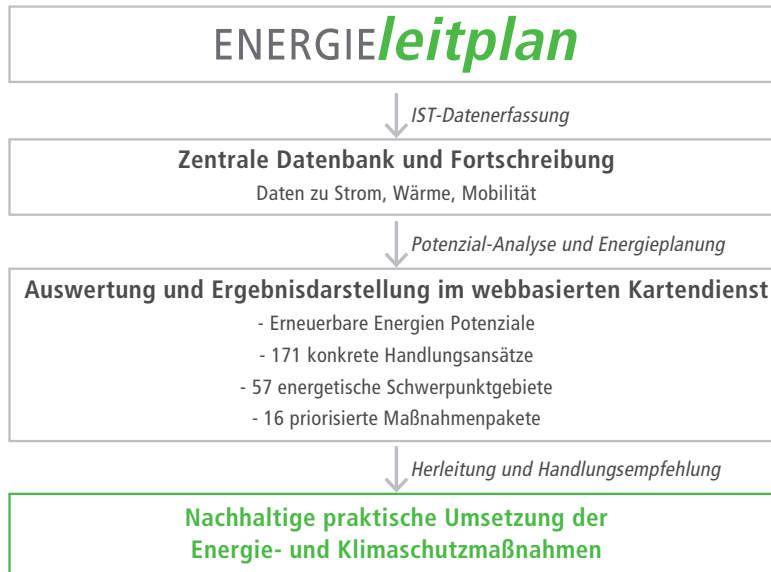 ENERGIEleitplan
IST-Datenerfassung
Zentrale Datenbank und Fortschreibung
Daten zu Strom, Wärme, Mobilität
Potenzial-Analyse und Energieplanung
Auswertung und Ergebnisdarstellung im webbasierten Kartendienst
- Erneuerbare Energien Potenziale
- 171 konkrete Handlungsansätze
- 57 energetische Schwerpunktgebiete
- 16 priorisierte Maßnahmenpakete
Herleitung und Handlungsempfehlung
Nachhaltige praktische Umsetzung der
Energie- und Klimaschutzmaßnahmen